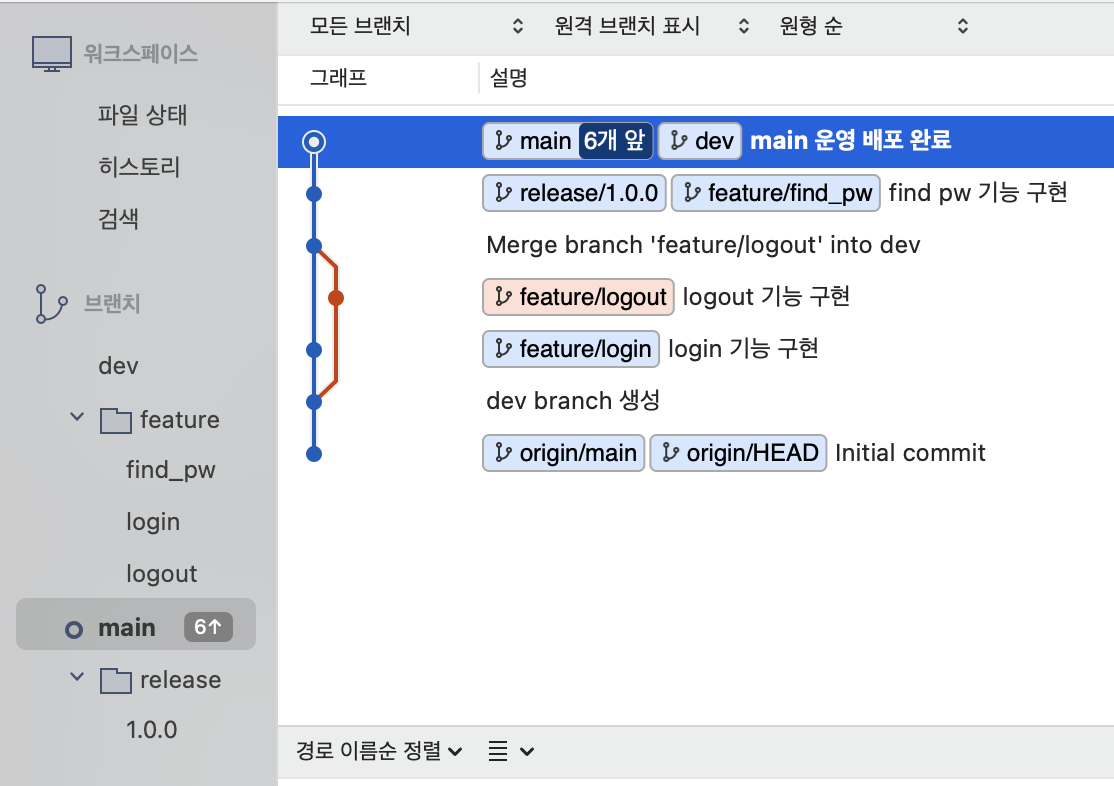 워크스페이스
파일 상태
히스토리
검색
브랜치
dev
feature
find_pw
login
logout
main 6↑
release
1.0.0
모든 브랜치 원격 브랜치 표시 원형 순
그래프 설명
main 6개 앞 dev main 운영 배포 완료
release/1.0.0 feature/find_pw find pw 기능 구현
Merge branch 'feature/logout' into dev
feature/logout logout 기능 구현
feature/login login 기능 구현
dev branch 생성
origin/main origin/HEAD Initial commit
경로 이름순 정렬